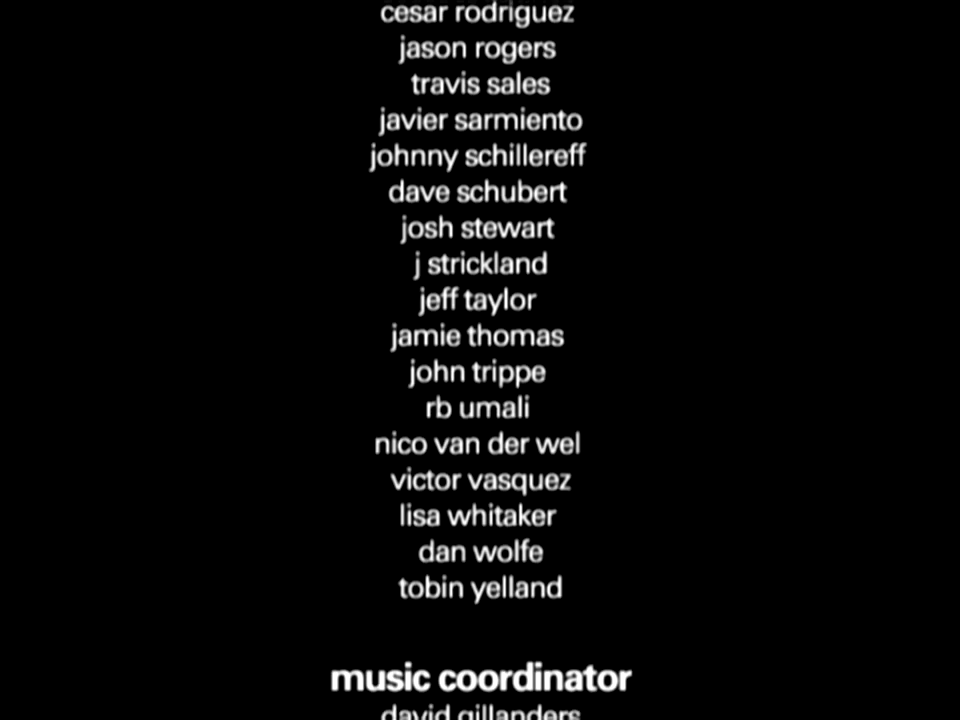 cesar rodriguez
jason rogers
travis sales
javier sarmiento
johnny schillereff
dave schubert
josh stewart
j strickland
jeff taylor
jamie thomas
john trippe
rb umali
nico van der wel
victor vasquez
lisa whitaker
dan wolfe
tobin yelland
music coordinator
david gillanders